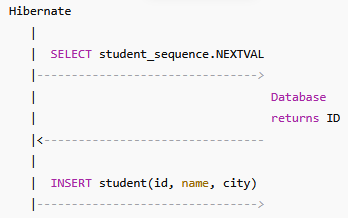 Hibernate
|
| SELECT student_sequence.NEXTVAL
|------------------------------->
| Database
| returns ID
|<-------------------------------
|
| INSERT student(id, name, city)
|------------------------------->